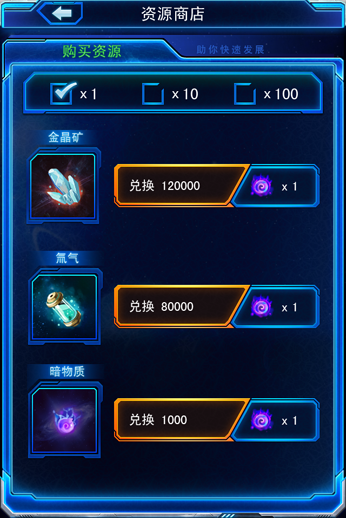 资源商店
购买资源
助你快速发展
x 1
x 10
x 100
金晶矿
兑换 120000
x 1
氚气
兑换 80000
x 1
暗物质
兑换 1000
x 1